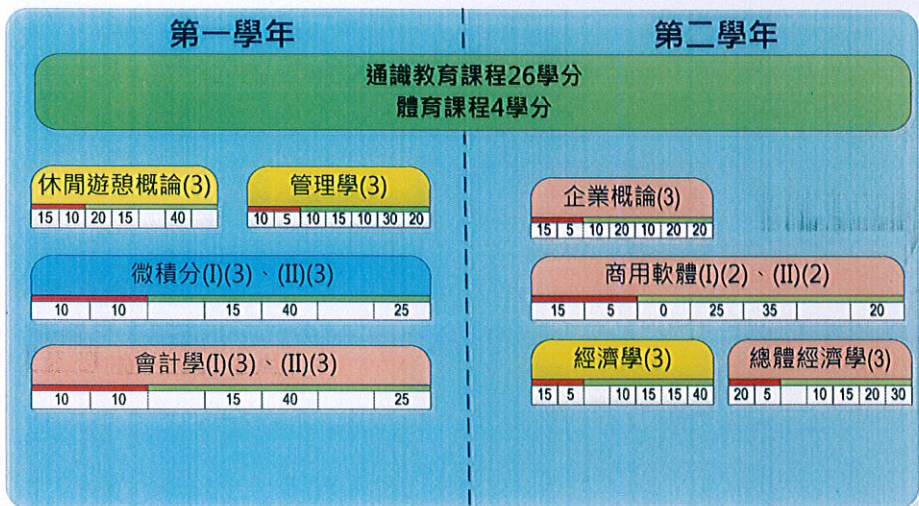 第一學年
第二學年
通識教育課程26學分
體育課程4學分
休閒遊憩概論(3)
15 10 20 15 40
管理學(3)
10 5 10 15 10 30 20
企業概論(3)
15 5 10 20 10 20 20
微積分(I)(3)、(II)(3)
10 10 15 40 25
商用軟體(I)(2)、(II)(2)
15 5 0 25 35 20
會計學(I)(3)、(II)(3)
10 10 15 40 25
經濟學(3)
15 5 10 15 15 40
總體經濟學(3)
20 5 10 15 20 30